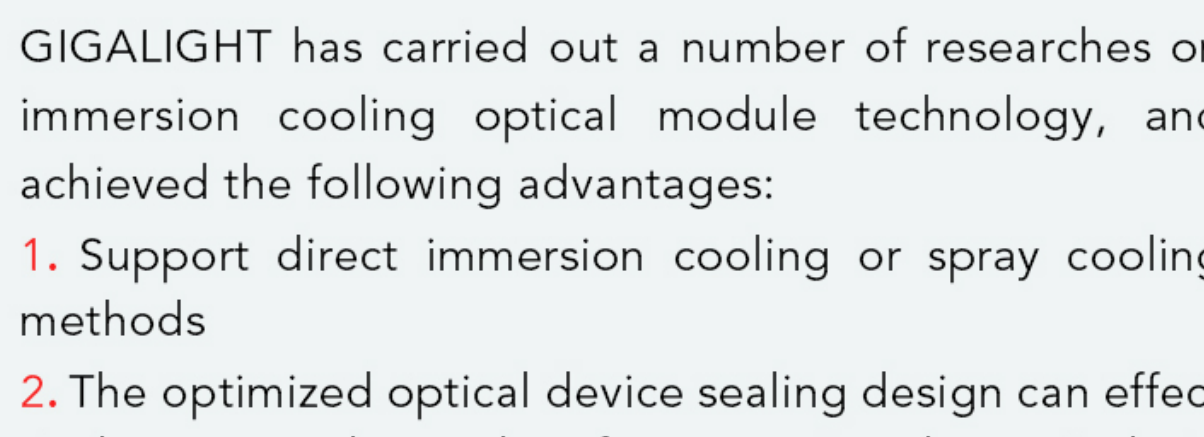 GIGALIGHT has carried out a number of researches
immersion cooling optical module technology,
achieved the following advantages:
1. Support direct immersion cooling or spray cooling
methods
2. The optimized optical device sealing design can